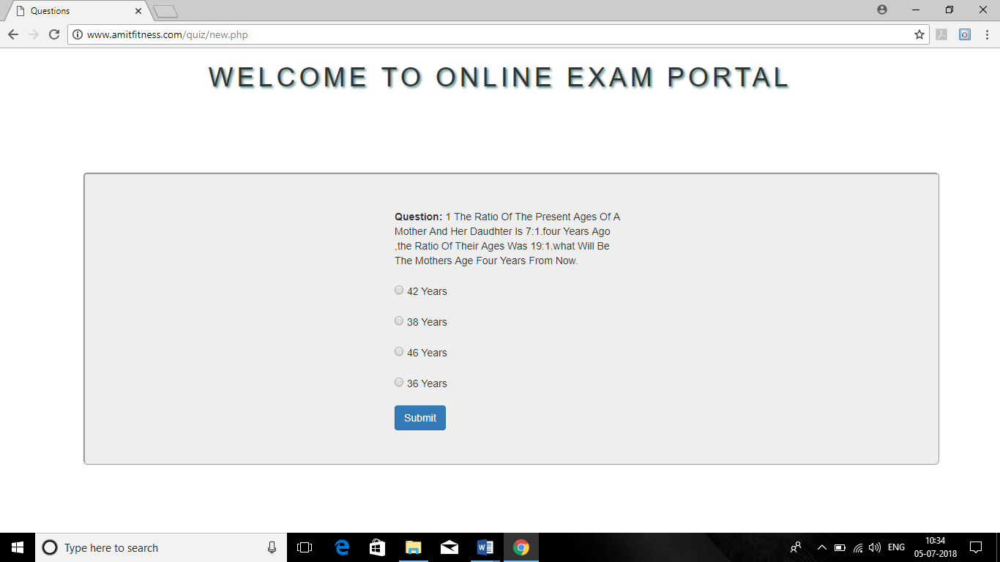 Questions
www.amitfitness.com/quiz/new.php
WELCOME TO ONLINE EXAM PORTAL
Question: 1 The Ratio Of The Present Ages Of A
Mother And Her Daudhter Is 7:1.four Years Ago
,the Ratio Of Their Ages Was 19:1.what Will Be
The Mothers Age Four Years From Now.
42 Years
38 Years
46 Years
36 Years
Submit
Type here to search
ENG
10:34
05-07-2018